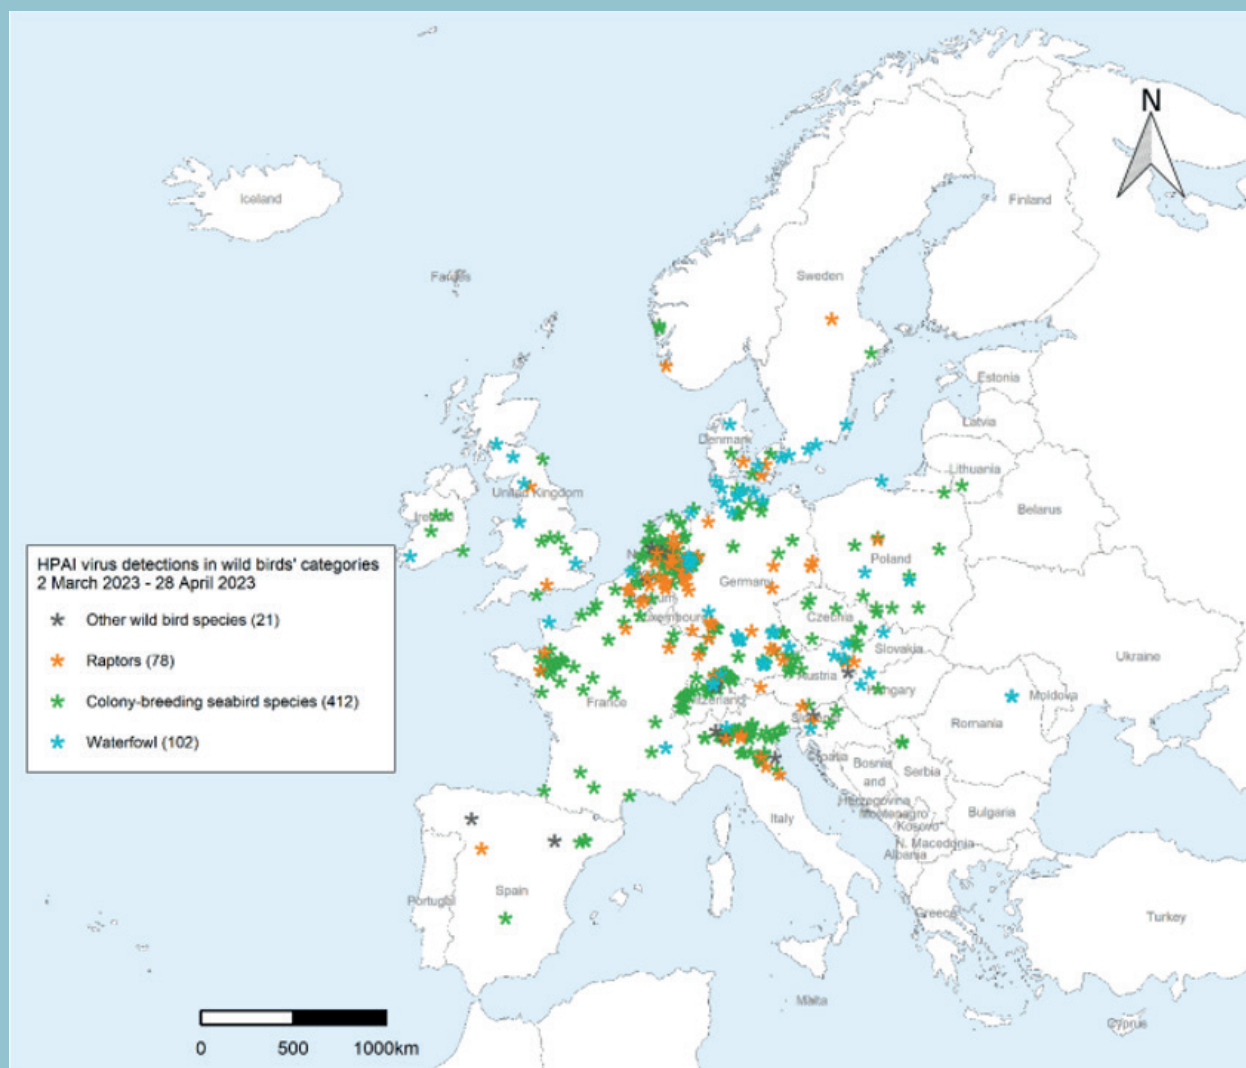 N
Iceland
Finland
Sweden
Estonia
Latvia
Denmark
Lithuania
United Kingdom
Belarus
Poland
Germany
HPAI virus detections in wild birds' categories
2 March 2023 - 28 April 2023
Other wild bird species (21)
Raptors (78)
Colony-breeding seabird species (412)
Waterfowl (102)
Czechia
Slovakia
Ukraine
Austria
Hungary
Moldova
France
Romania
Croatia
Bosnia
and
Herzegovina
Serbia
Montenegro
Kosovo
Bulgaria
Italy
N. Macedonia
Albania
Spain
Portugal
Greece
Turkey
Malta
Cyprus
0 500 1000km